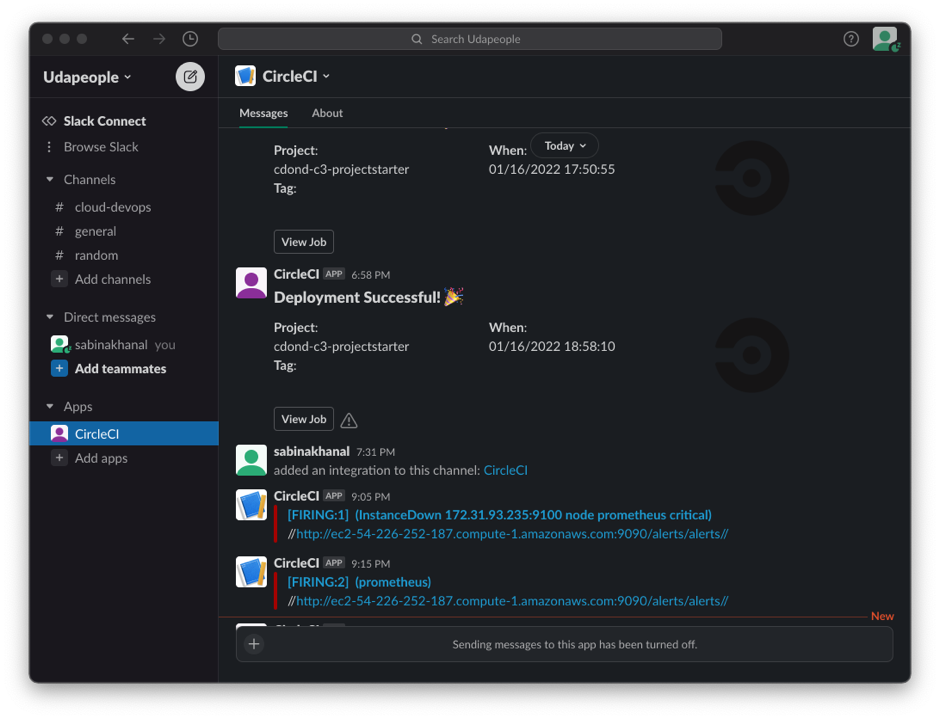 Search Udapeople
Udapeople
CircleCI
Messages
About
Slack Connect
Browse Slack
Channels
# cloud-devops
# general
# random
+ Add channels
Direct messages
sabinakhanal you
+ Add teammates
Apps
CircleCI
+ Add apps
Today
Project: When:
cdond-c3-projectstarter 01/16/2022 17:50:55
Tag:
View Job
CircleCI APP 6:58 PM
Deployment Successful! 🎉
Project: When:
cdond-c3-projectstarter 01/16/2022 18:58:10
Tag:
View Job
sabinakhanal 7:31 PM
added an integration to this channel: CircleCI
CircleCI APP 9:05 PM
[FIRING:1] (InstanceDown 172.31.93.235:9100 node prometheus critical)
//http://ec2-54-226-252-187.compute-1.amazonaws.com:9090/alerts/alerts//
CircleCI APP 9:15 PM
[FIRING:2] (prometheus)
//http://ec2-54-226-252-187.compute-1.amazonaws.com:9090/alerts/alerts//
New
Sending messages to this app has been turned off.